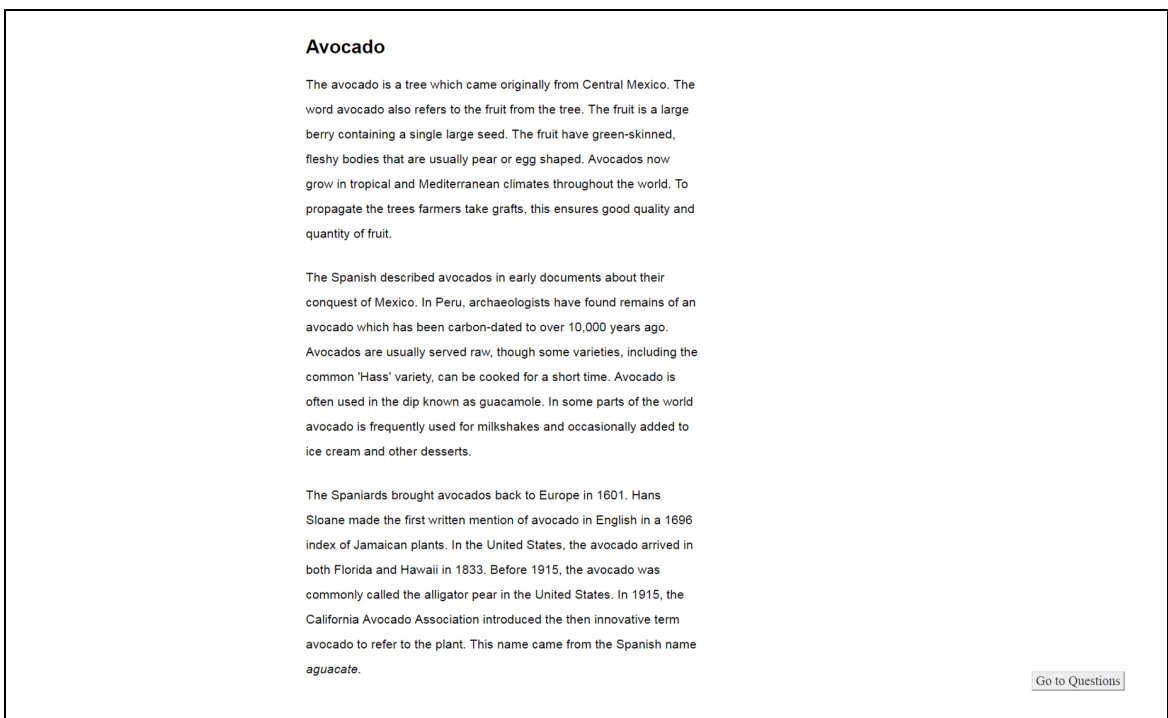 Avocado
The avocado is a tree which came originally from Central Mexico. The
word avocado also refers to the fruit from the tree. The fruit is a large
berry containing a single large seed. The fruit have green-skinned,
fleshy bodies that are usually pear or egg shaped. Avocados now
grow in tropical and Mediterranean climates throughout the world. To
propagate the trees farmers take grafts, this ensures good quality and
quantity of fruit.
The Spanish described avocados in early documents about their
conquest of Mexico. In Peru, archaeologists have found remains of an
avocado which has been carbon-dated to over 10,000 years ago.
Avocados are usually served raw, though some varieties, including the
common 'Hass' variety, can be cooked for a short time. Avocado is
often used in the dip known as guacamole. In some parts of the world
avocado is frequently used for milkshakes and occasionally added to
ice cream and other desserts.
The Spaniards brought avocados back to Europe in 1601. Hans
Sloane made the first written mention of avocado in English in a 1696
index of Jamaican plants. In the United States, the avocado arrived in
both Florida and Hawaii in 1833. Before 1915, the avocado was
commonly called the alligator pear in the United States. In 1915, the
California Avocado Association introduced the then innovative term
avocado to refer to the plant. This name came from the Spanish name
aguacate.
Go to Questions